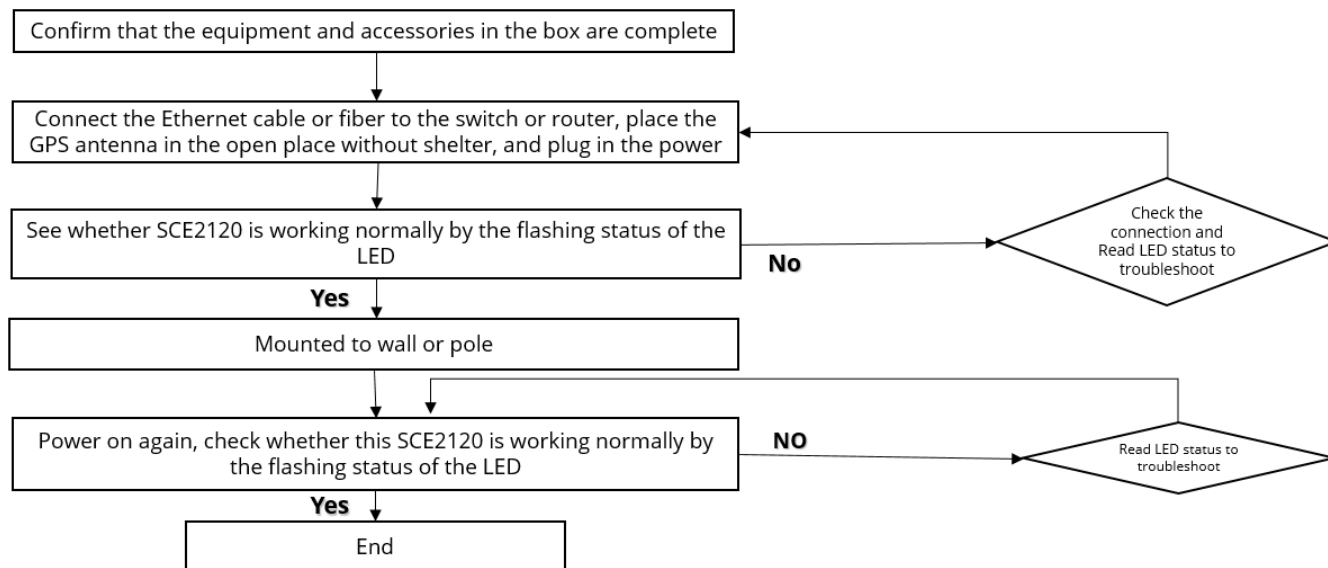 Confirm that the equipment and accessories in the box are complete
Connect the Ethernet cable or fiber to the switch or router, place the
GPS antenna in the open place without shelter, and plug in the power
See whether SCE2120 is working normally by the flashing status of the
LED
No
Check the
connection and
Read LED status to
troubleshoot
Yes
Mounted to wall or pole
Power on again, check whether this SCE2120 is working normally by
the flashing status of the LED
NO
Read LED status to
troubleshoot
Yes
End